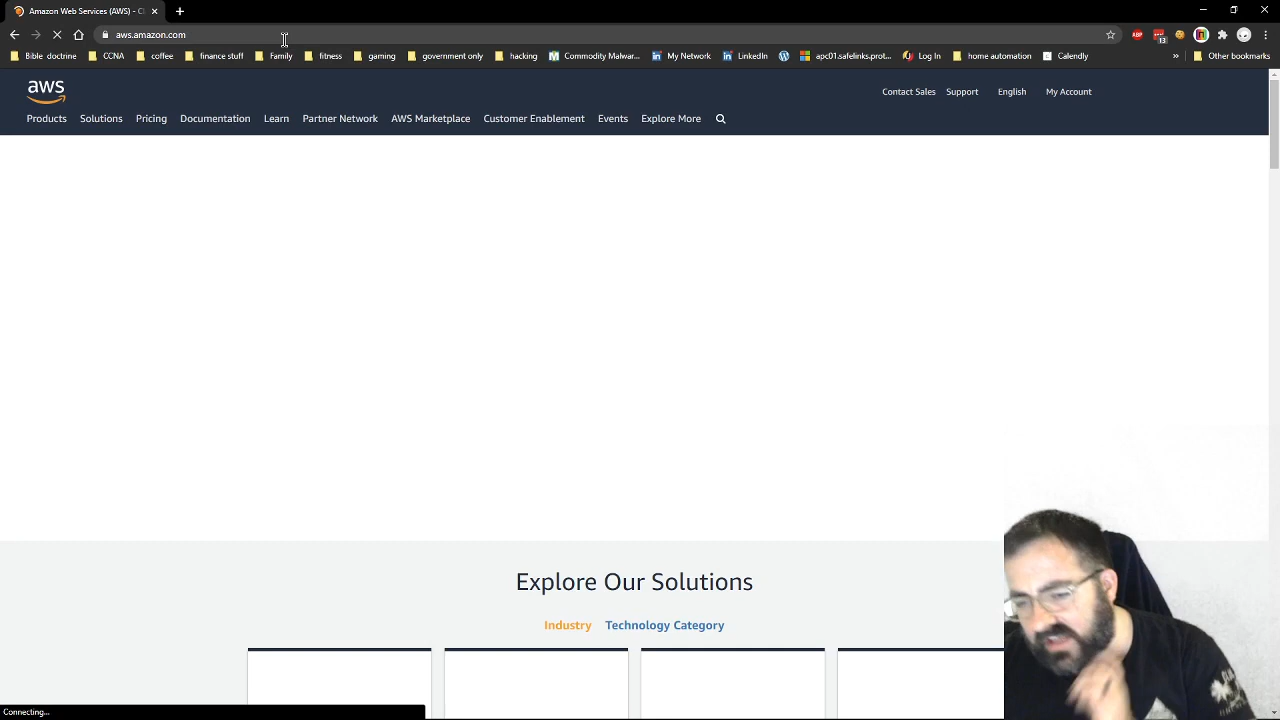 Amazon Web Services (AWS) - Cl
aws.amazon.com
Bible doctrine CCNA coffee finance stuff Family fitness gaming government only hacking Commodity Malwar... My Network LinkedIn apc01.safelinks.prot... Log In home automation Calendly » Other bookmarks
aws
Contact Sales Support English My Account
Products Solutions Pricing Documentation Learn Partner Network AWS Marketplace Customer Enablement Events Explore More
Explore Our Solutions
Industry Technology Category
Connecting...